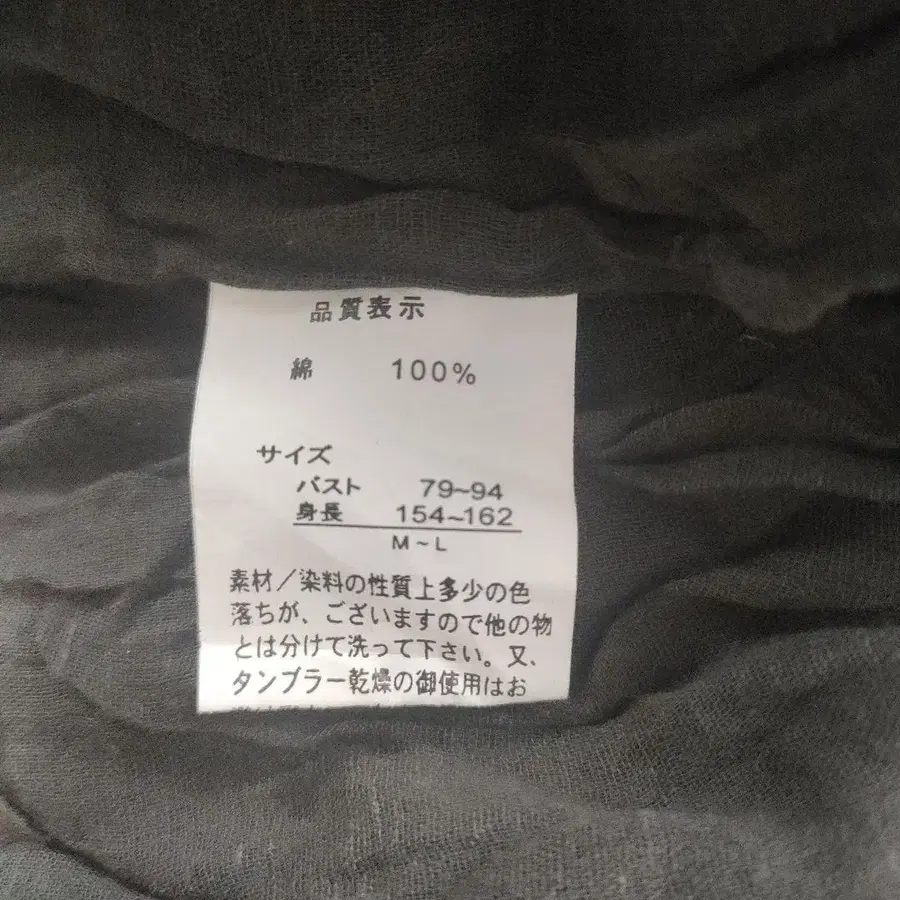 品質表示
綿 100%
サイズ
バスト 79~94
身長 154~162
M~L
素材/染料の性質上多少の色
落ちが、ございますので他の物
とは分けて洗って下さい。又、
タンブラー乾燥の御使用はお